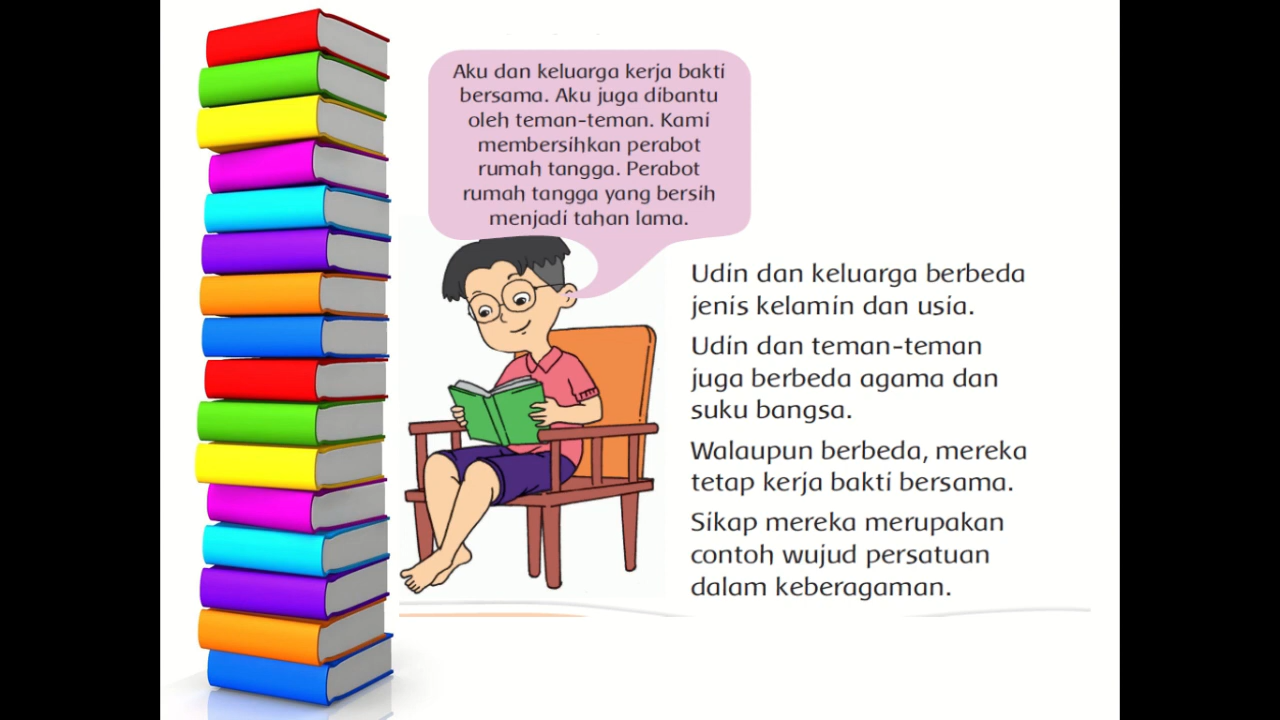 Aku dan keluarga kerja bakti
bersama. Aku juga dibantu
oleh teman-teman. Kami
membersihkan perabot
rumah tangga. Perabot
rumah tangga yang bersih
menjadi tahan lama.
Udin dan keluarga berbeda
jenis kelamin dan usia.
Udin dan teman-teman
juga berbeda agama dan
suku bangsa.
Walaupun berbeda, mereka
tetap kerja bakti bersama.
Sikap mereka merupakan
contoh wujud persatuan
dalam keberagaman.